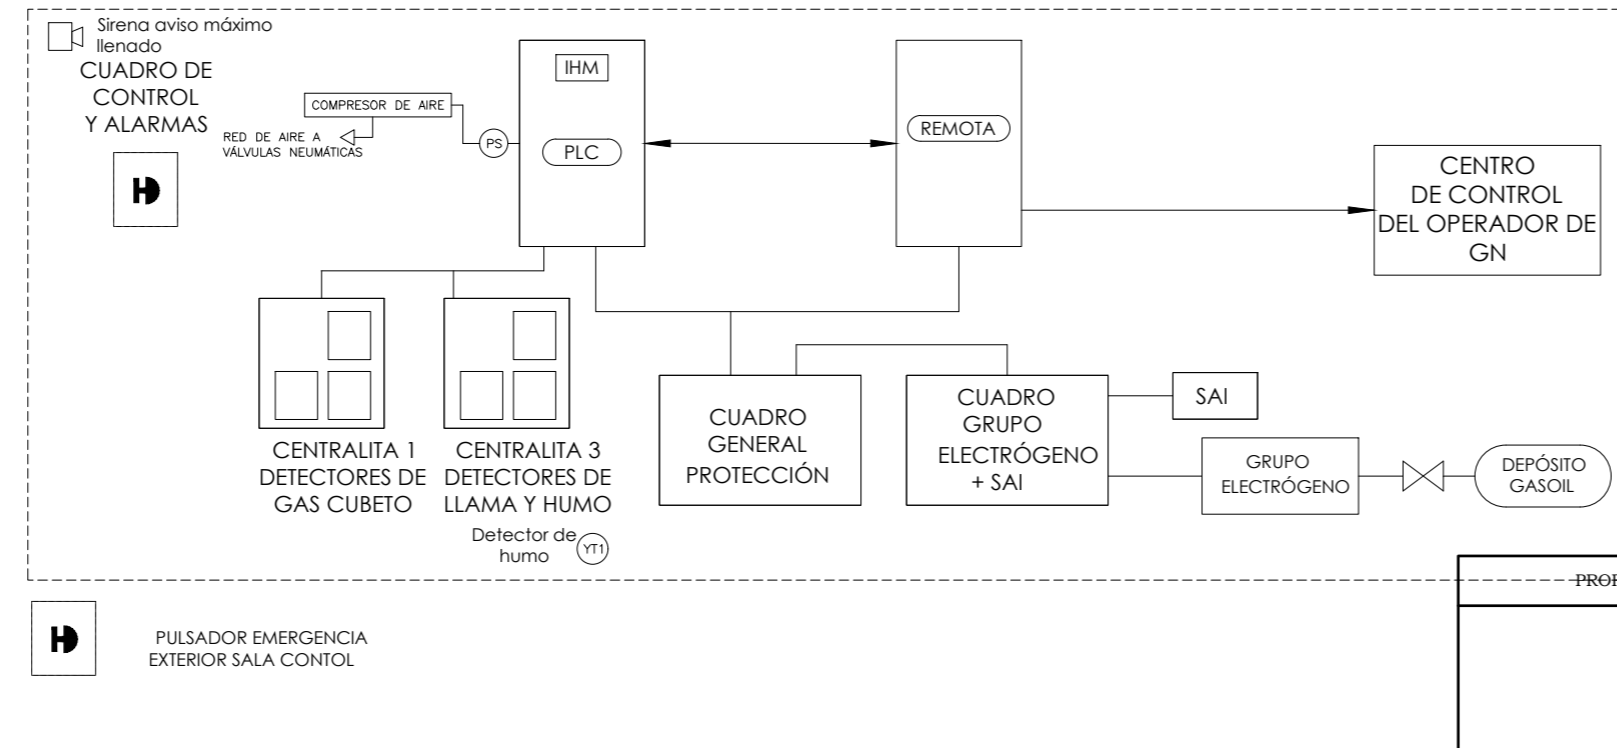 Sirena aviso máximo
llenado
CUADRO DE
CONTROL
Y ALARMAS
COMPRESOR DE AIRE
RED DE AIRE A
VÁLVULAS NEUMÁTICAS
PS
IHM
PLC
REMOTA
CENTRO
DE CONTROL
DEL OPERADOR DE
GN
CENTRALITA 1
DETECTORES DE
GAS CUBETO
CENTRALITA 3
DETECTORES DE
LLAMA Y HUMO
Detector de
humo
YT1
CUADRO
GENERAL
PROTECCIÓN
CUADRO
GRUPO
ELECTRÓGENO
+ SAI
SAI
GRUPO
ELECTRÓGENO
DEPÓSITO
GASOIL
PULSADOR EMERGENCIA
EXTERIOR SALA CONTOL